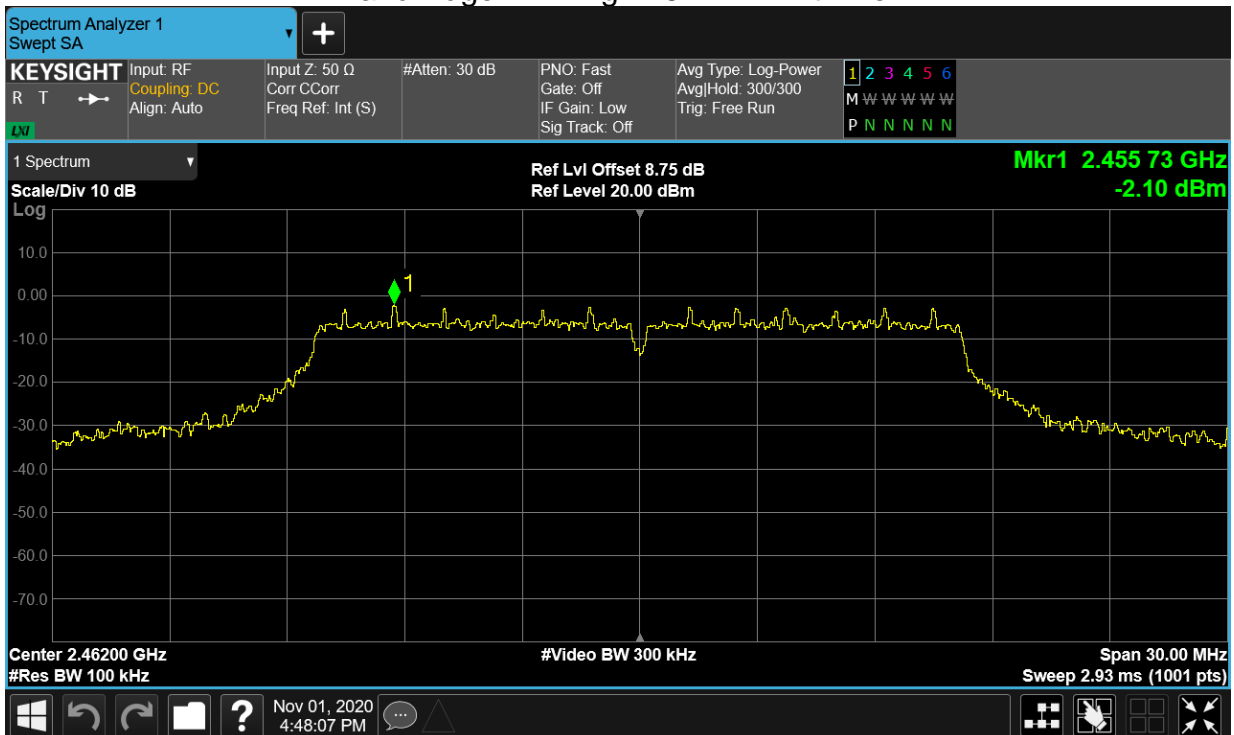 Spectrum Analyzer 1
Swept SA
KEYSIGHT
R T
LXI
Input: RF
Coupling: DC
Align: Auto
Input Z: 50 Ω
Corr CCorr
Freq Ref: Int (S)
#Atten: 30 dB
PNO: Fast
Gate: Off
IF Gain: Low
Sig Track: Off
Avg Type: Log-Power
Avg|Hold: 300/300
Trig: Free Run
1 2 3 4 5 6
M W W W W W
P N N N N N
1 Spectrum
Scale/Div 10 dB
Log
Ref Lvl Offset 8.75 dB
Ref Level 20.00 dBm
Mkr1 2.455 73 GHz
-2.10 dBm
10.0
0.00
-10.0
-20.0
-30.0
-40.0
-50.0
-60.0
-70.0
1
Center 2.46200 GHz
#Res BW 100 kHz
#Video BW 300 kHz
Span 30.00 MHz
Sweep 2.93 ms (1001 pts)
?
Nov 01, 2020
4:48:07 PM